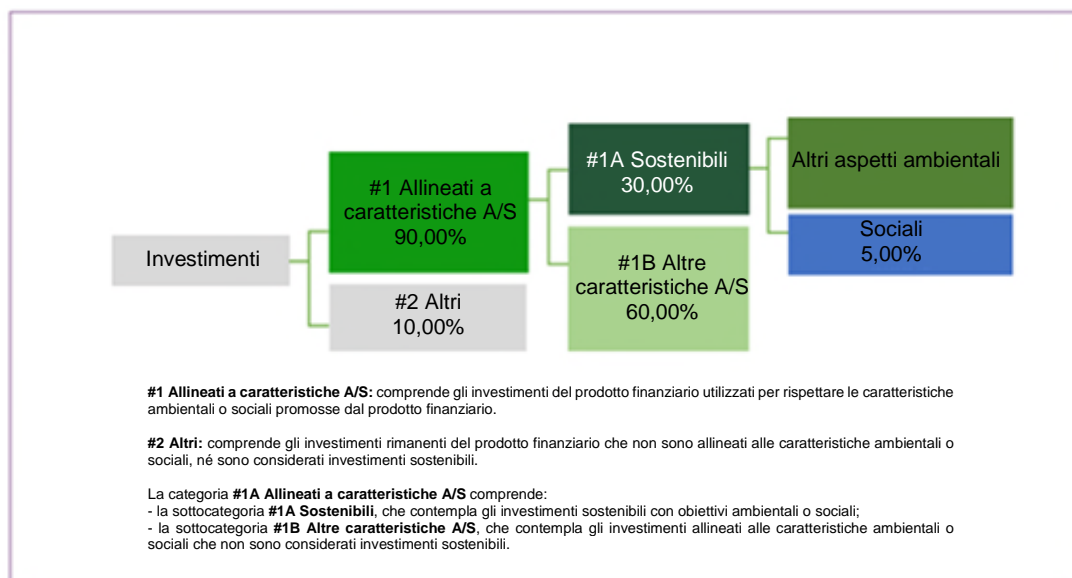 Investimenti
#1 Allineati a
caratteristiche A/S
90,00%
#2 Altri
10,00%
#1A Sostenibili
30,00%
#1B Altre
caratteristiche A/S
60,00%
Altri aspetti ambientali
Sociali
5,00%
#1 Allineati a caratteristiche A/S: comprende gli investimenti del prodotto finanziario utilizzati per rispettare le caratteristiche
ambientali o sociali promosse dal prodotto finanziario.
#2 Altri: comprende gli investimenti rimanenti del prodotto finanziario che non sono allineati alle caratteristiche ambientali o
sociali, né sono considerati investimenti sostenibili.
La categoria #1A Allineati a caratteristiche A/S comprende:
- la sottocategoria #1A Sostenibili, che contempla gli investimenti sostenibili con obiettivi ambientali o sociali;
- la sottocategoria #1B Altre caratteristiche A/S, che contempla gli investimenti allineati alle caratteristiche ambientali o
sociali che non sono considerati investimenti sostenibili.